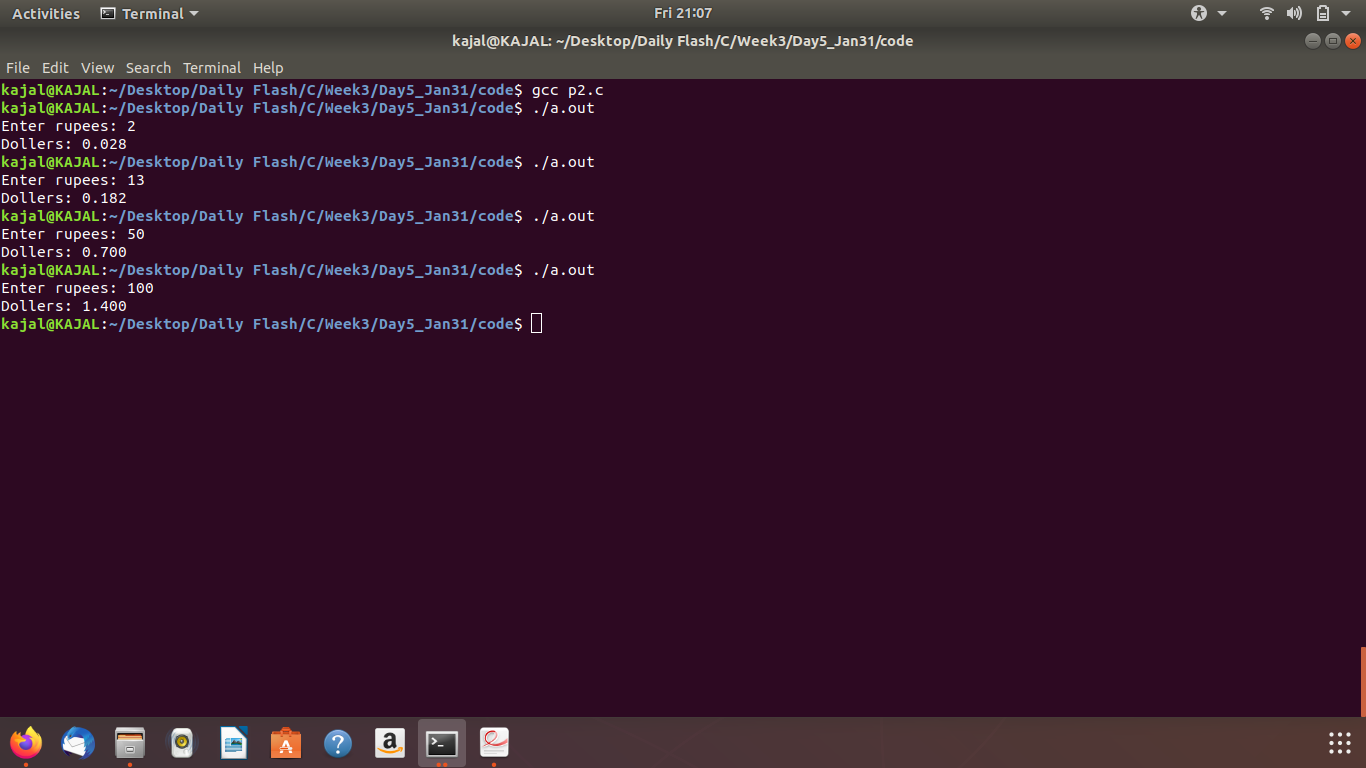 Activities Terminal Fri 21:07
kajal@KAJAL: ~/Desktop/Daily Flash/C/Week3/Day5_Jan31/code
File Edit View Search Terminal Help
kajal@KAJAL:~/Desktop/Daily Flash/C/Week3/Day5_Jan31/code$ gcc p2.c
kajal@KAJAL:~/Desktop/Daily Flash/C/Week3/Day5_Jan31/code$ ./a.out
Enter rupees: 2
Dollers: 0.028
kajal@KAJAL:~/Desktop/Daily Flash/C/Week3/Day5_Jan31/code$ ./a.out
Enter rupees: 13
Dollers: 0.182
kajal@KAJAL:~/Desktop/Daily Flash/C/Week3/Day5_Jan31/code$ ./a.out
Enter rupees: 50
Dollers: 0.700
kajal@KAJAL:~/Desktop/Daily Flash/C/Week3/Day5_Jan31/code$ ./a.out
Enter rupees: 100
Dollers: 1.400
kajal@KAJAL:~/Desktop/Daily Flash/C/Week3/Day5_Jan31/code$